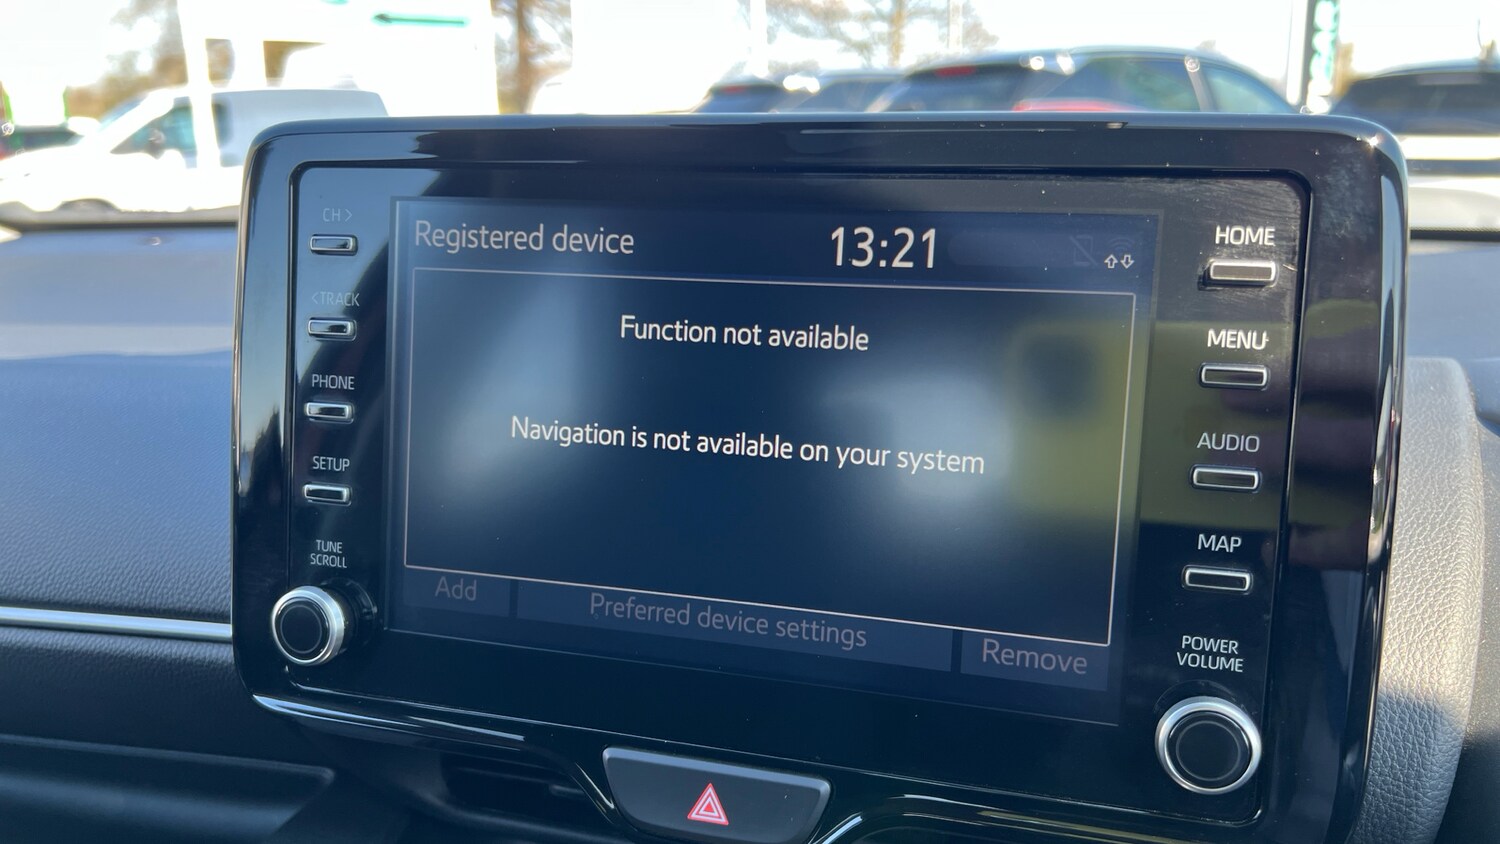 CH >
<TRACK
PHONE
SETUP
TUNE
SCROLL
Registered device
13:21
Function not available
Navigation is not available on your system
Add
Preferred device settings
Remove
HOME
MENU
AUDIO
MAP
POWER
VOLUME